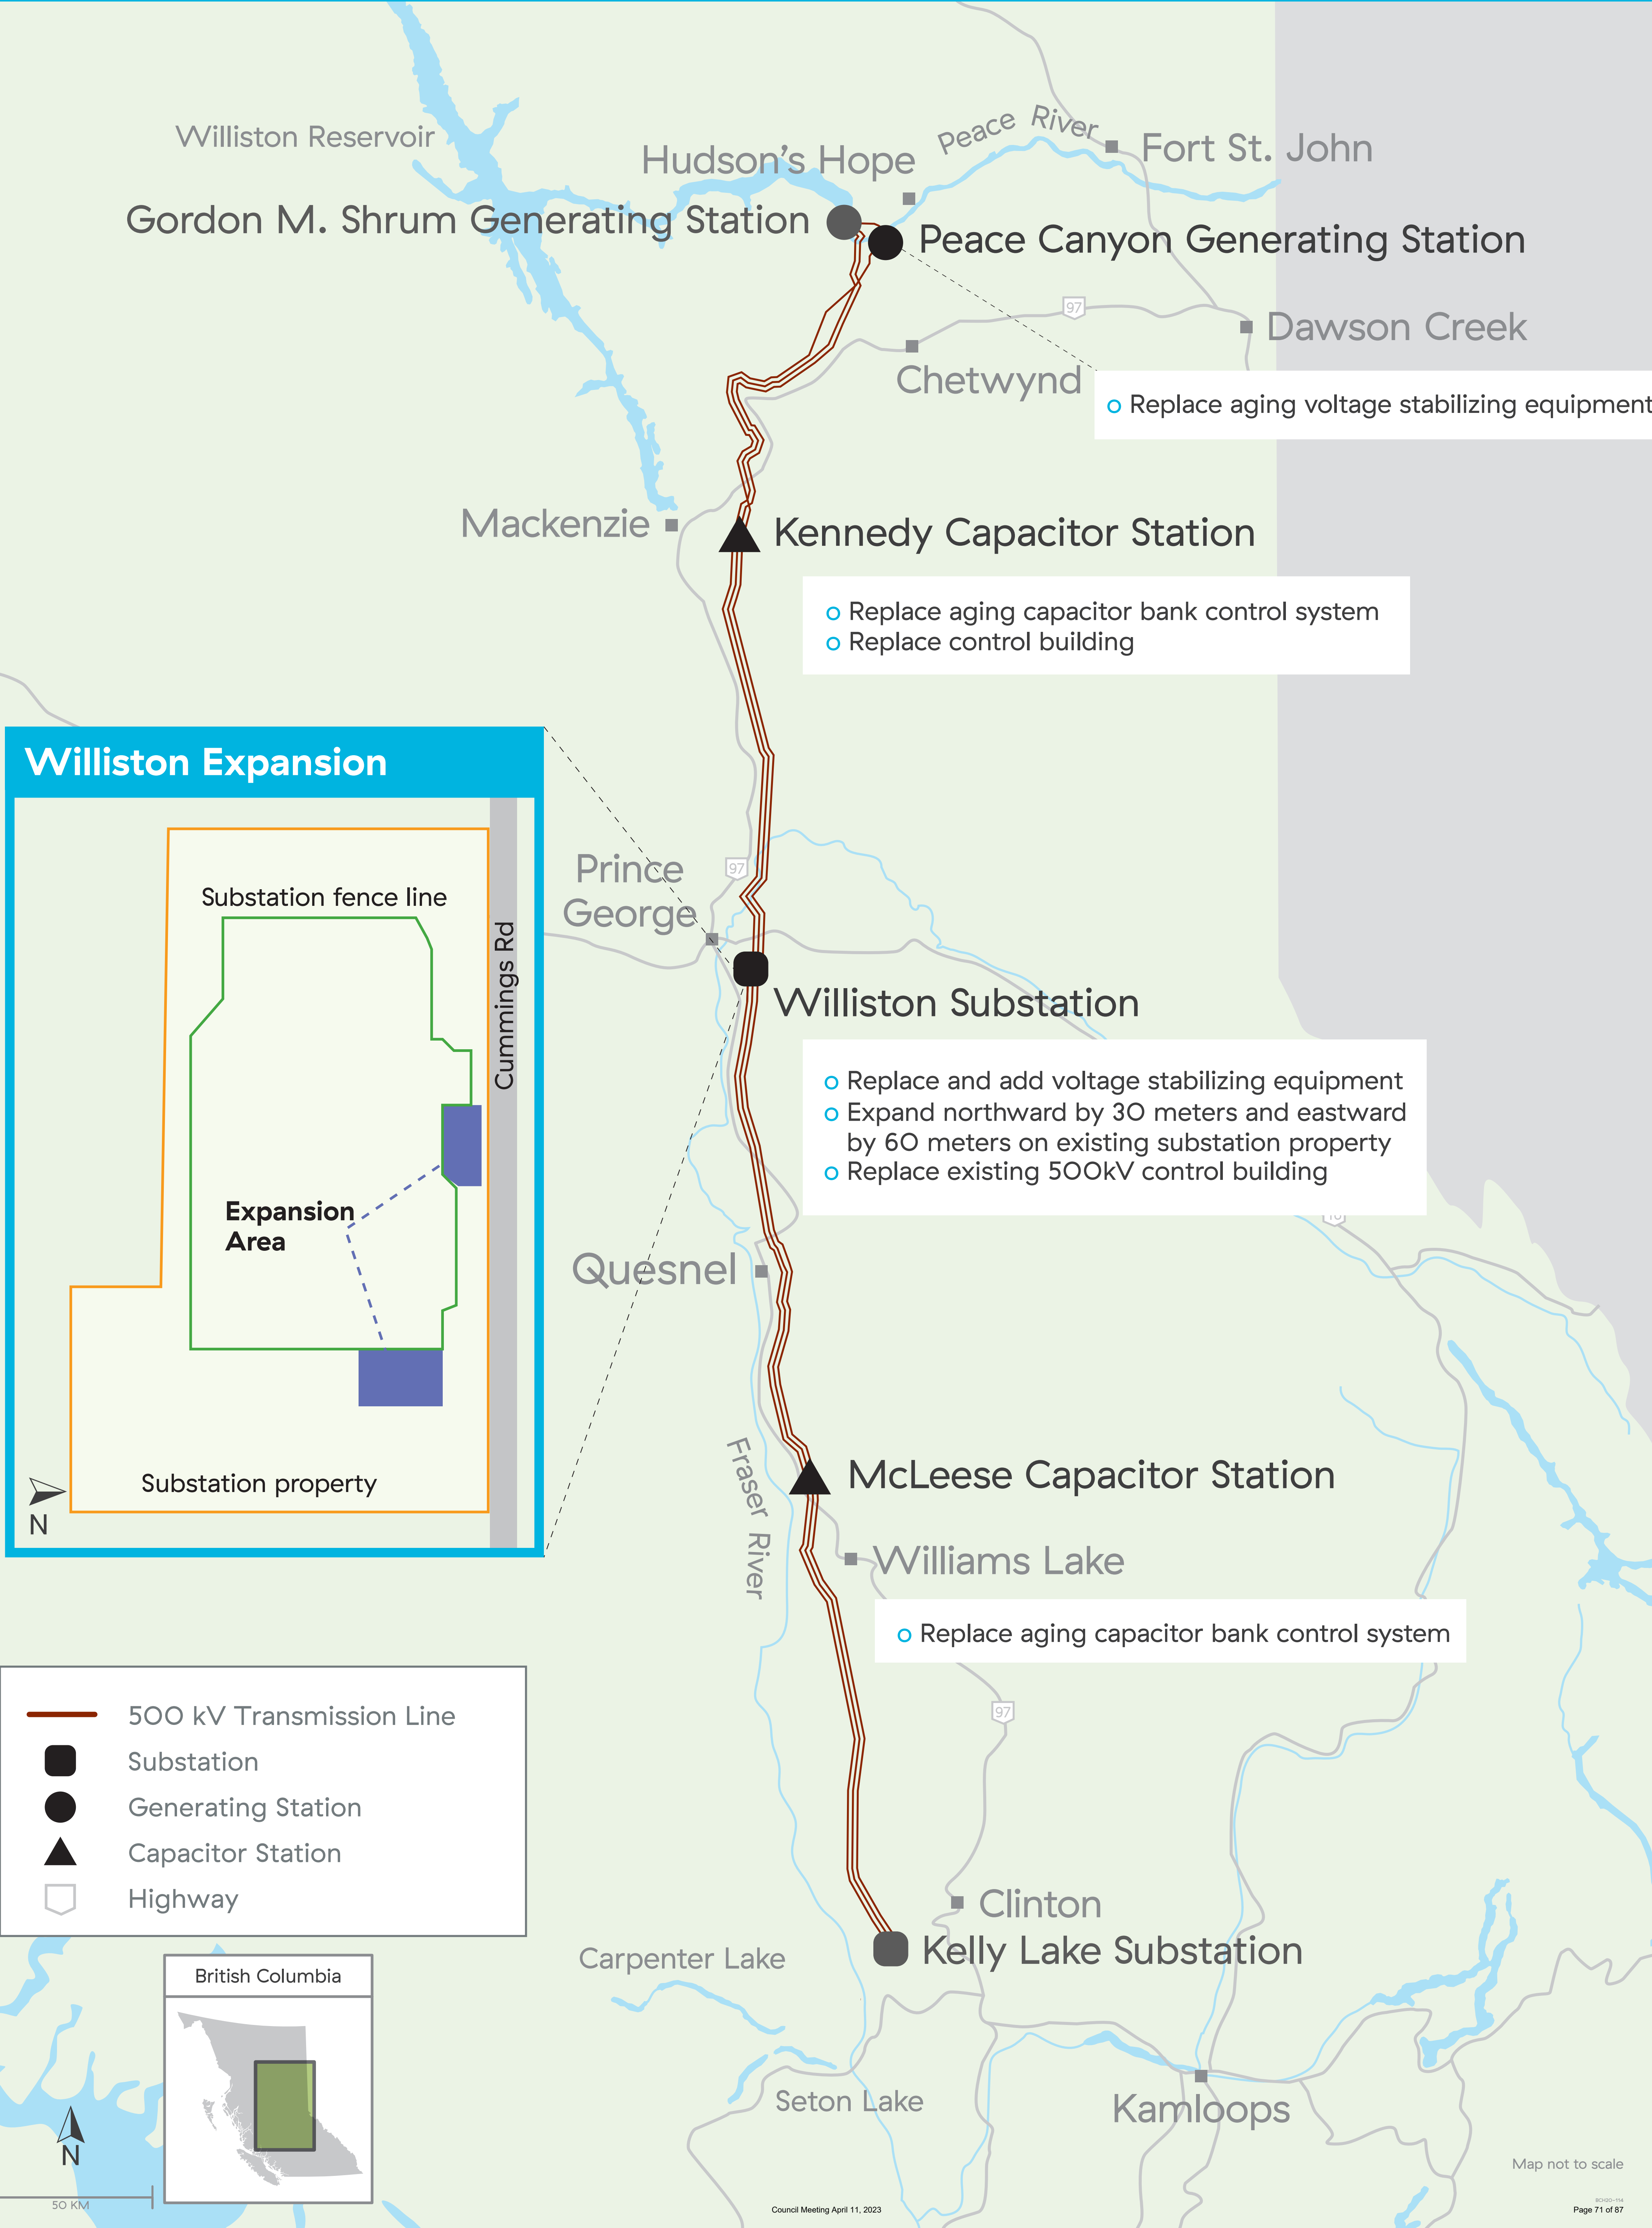 Williston Reservoir
Peace River
Fort St. John
Hudson's Hope
Gordon M. Shrum Generating Station
Peace Canyon Generating Station
97
Dawson Creek
Chetwynd
Replace aging voltage stabilizing equipment
Mackenzie
Kennedy Capacitor Station
Replace aging capacitor bank control system
Replace control building
Williston Expansion
Substation fence line
Cummings Rd
Expansion
Area
Substation property
N
Prince
George
97
Williston Substation
Replace and add voltage stabilizing equipment
Expand northward by 30 meters and eastward
by 60 meters on existing substation property
Replace existing 500kV control building
Quesnel
Fraser River
McLeese Capacitor Station
Williams Lake
Replace aging capacitor bank control system
97
500 kV Transmission Line
Substation
Generating Station
Capacitor Station
Highway
Clinton
Kelly Lake Substation
Carpenter Lake
British Columbia
Seton Lake
Kamloops
N
50 KM
Map not to scale
Council Meeting April 11, 2023
Page 71 of 87